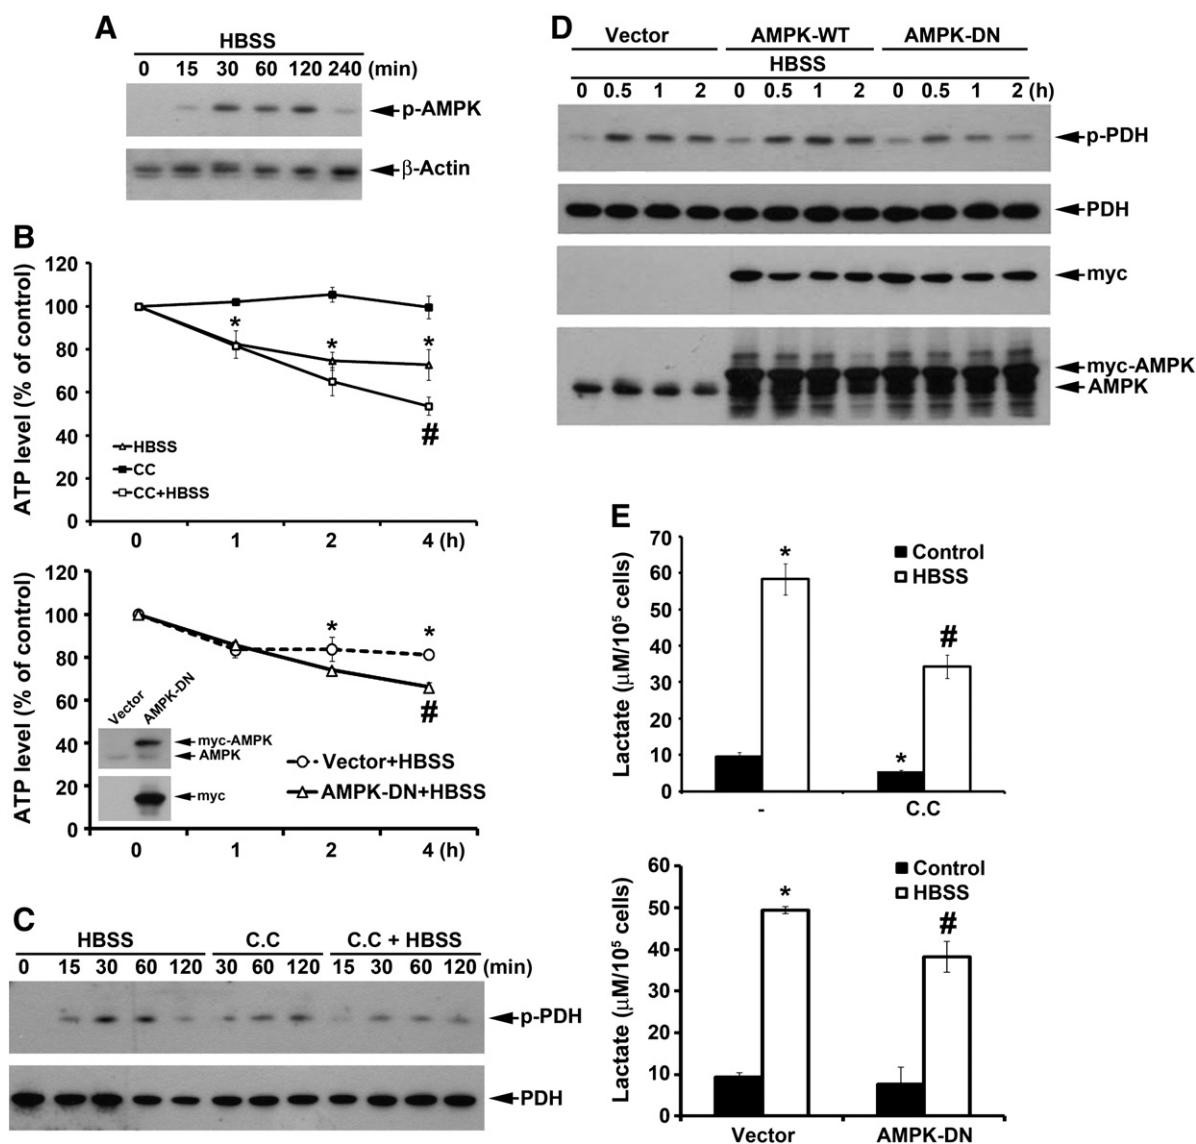 A
HBSS
0 15 30 60 120 240 (min)
p-AMPK
β-Actin
B
ATP level (% of control)
120
100
80
60
40
20
0
* * *
#
HBSS
CC
CC+HBSS
0 1 2 4 (h)
ATP level (% of control)
120
100
80
60
40
20
0
* *
#
Vector AMPK-DN
myc-AMPK
AMPK
myc
Vector+HBSS
AMPK-DN+HBSS
0 1 2 4 (h)
C
HBSS C.C C.C + HBSS
0 15 30 60 120 30 60 120 15 30 60 120 (min)
p-PDH
PDH
D
Vector AMPK-WT AMPK-DN
HBSS
0 0.5 1 2 0 0.5 1 2 0 0.5 1 2 (h)
p-PDH
PDH
myc
myc-AMPK
AMPK
E
Lactate (µM/10⁵ cells)
70
60
50
40
30
20
10
0
Control
HBSS
*
#
*
- C.C
Lactate (µM/10⁵ cells)
60
50
40
30
20
10
0
Control
HBSS
*
#
Vector AMPK-DN